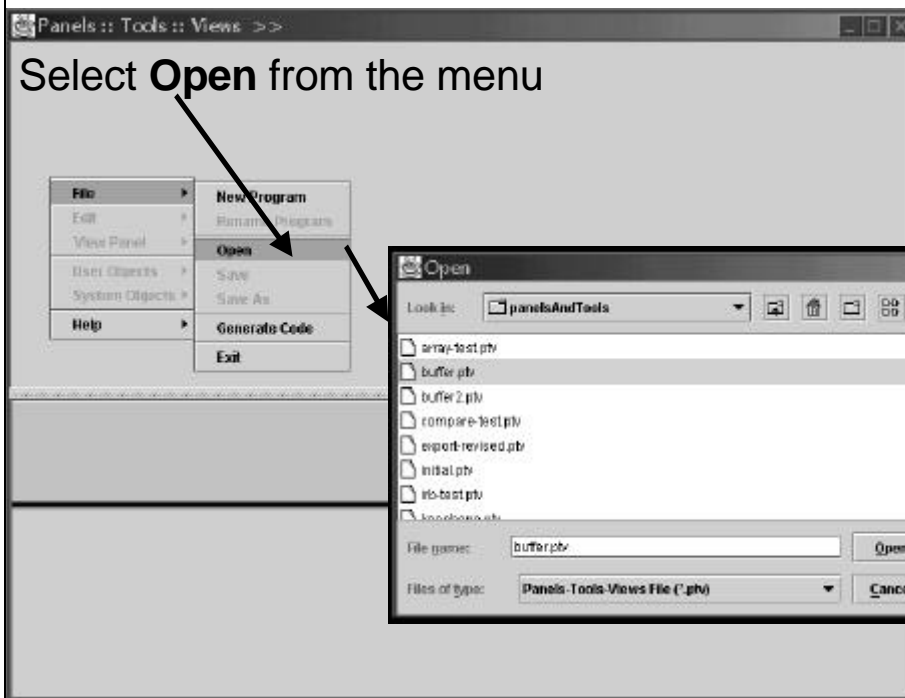 Panels :: Tools :: Views >>
Select Open from the menu
File
Edit
View Panel
User Objects
System Objects
Help
New Program
Rename Program
Open
Save
Save As
Generate Code
Exit
Open
Look in:
panelsAndTools
array-test.ptv
buffer.ptv
buffer2.ptv
compare-test.ptv
export-revised.ptv
initial.ptv
File name:
buffer.ptv
Open
Files of type:
Panels-Tools-Views File (*.ptv)
Cance